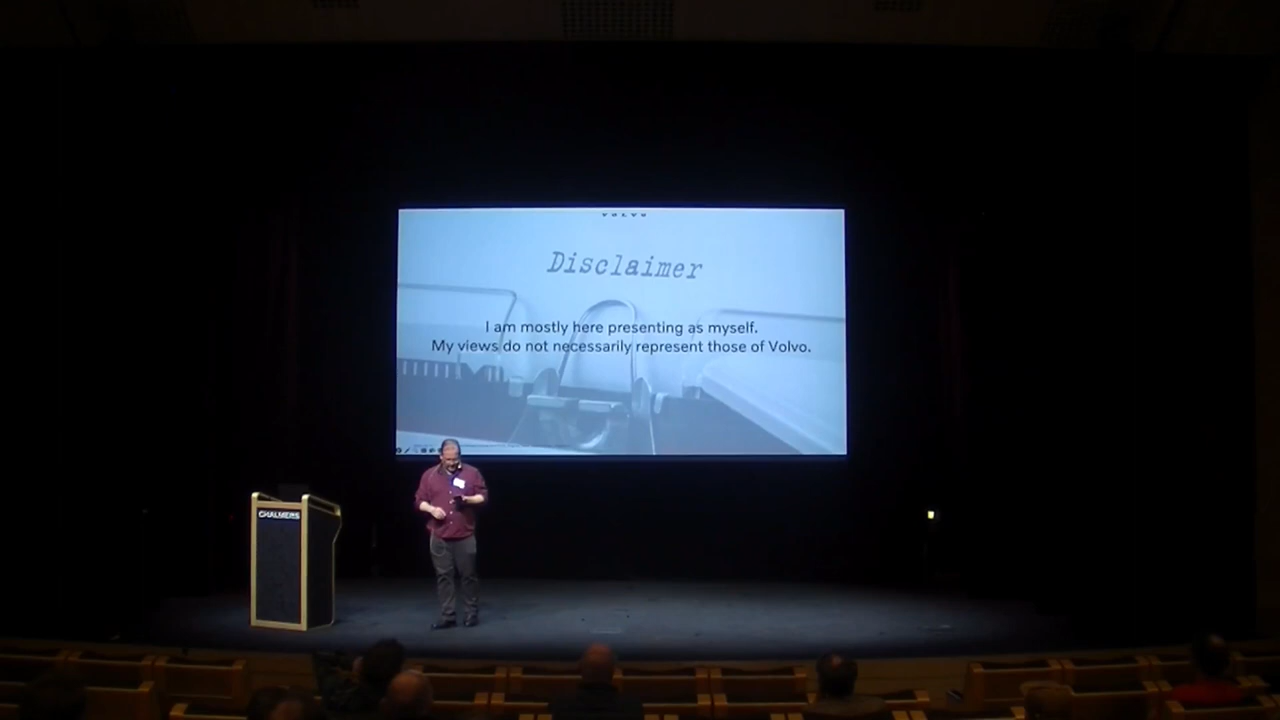 VOLVO
Disclaimer
I am mostly here presenting as myself.
My views do not necessarily represent those of Volvo.
CHALMERS